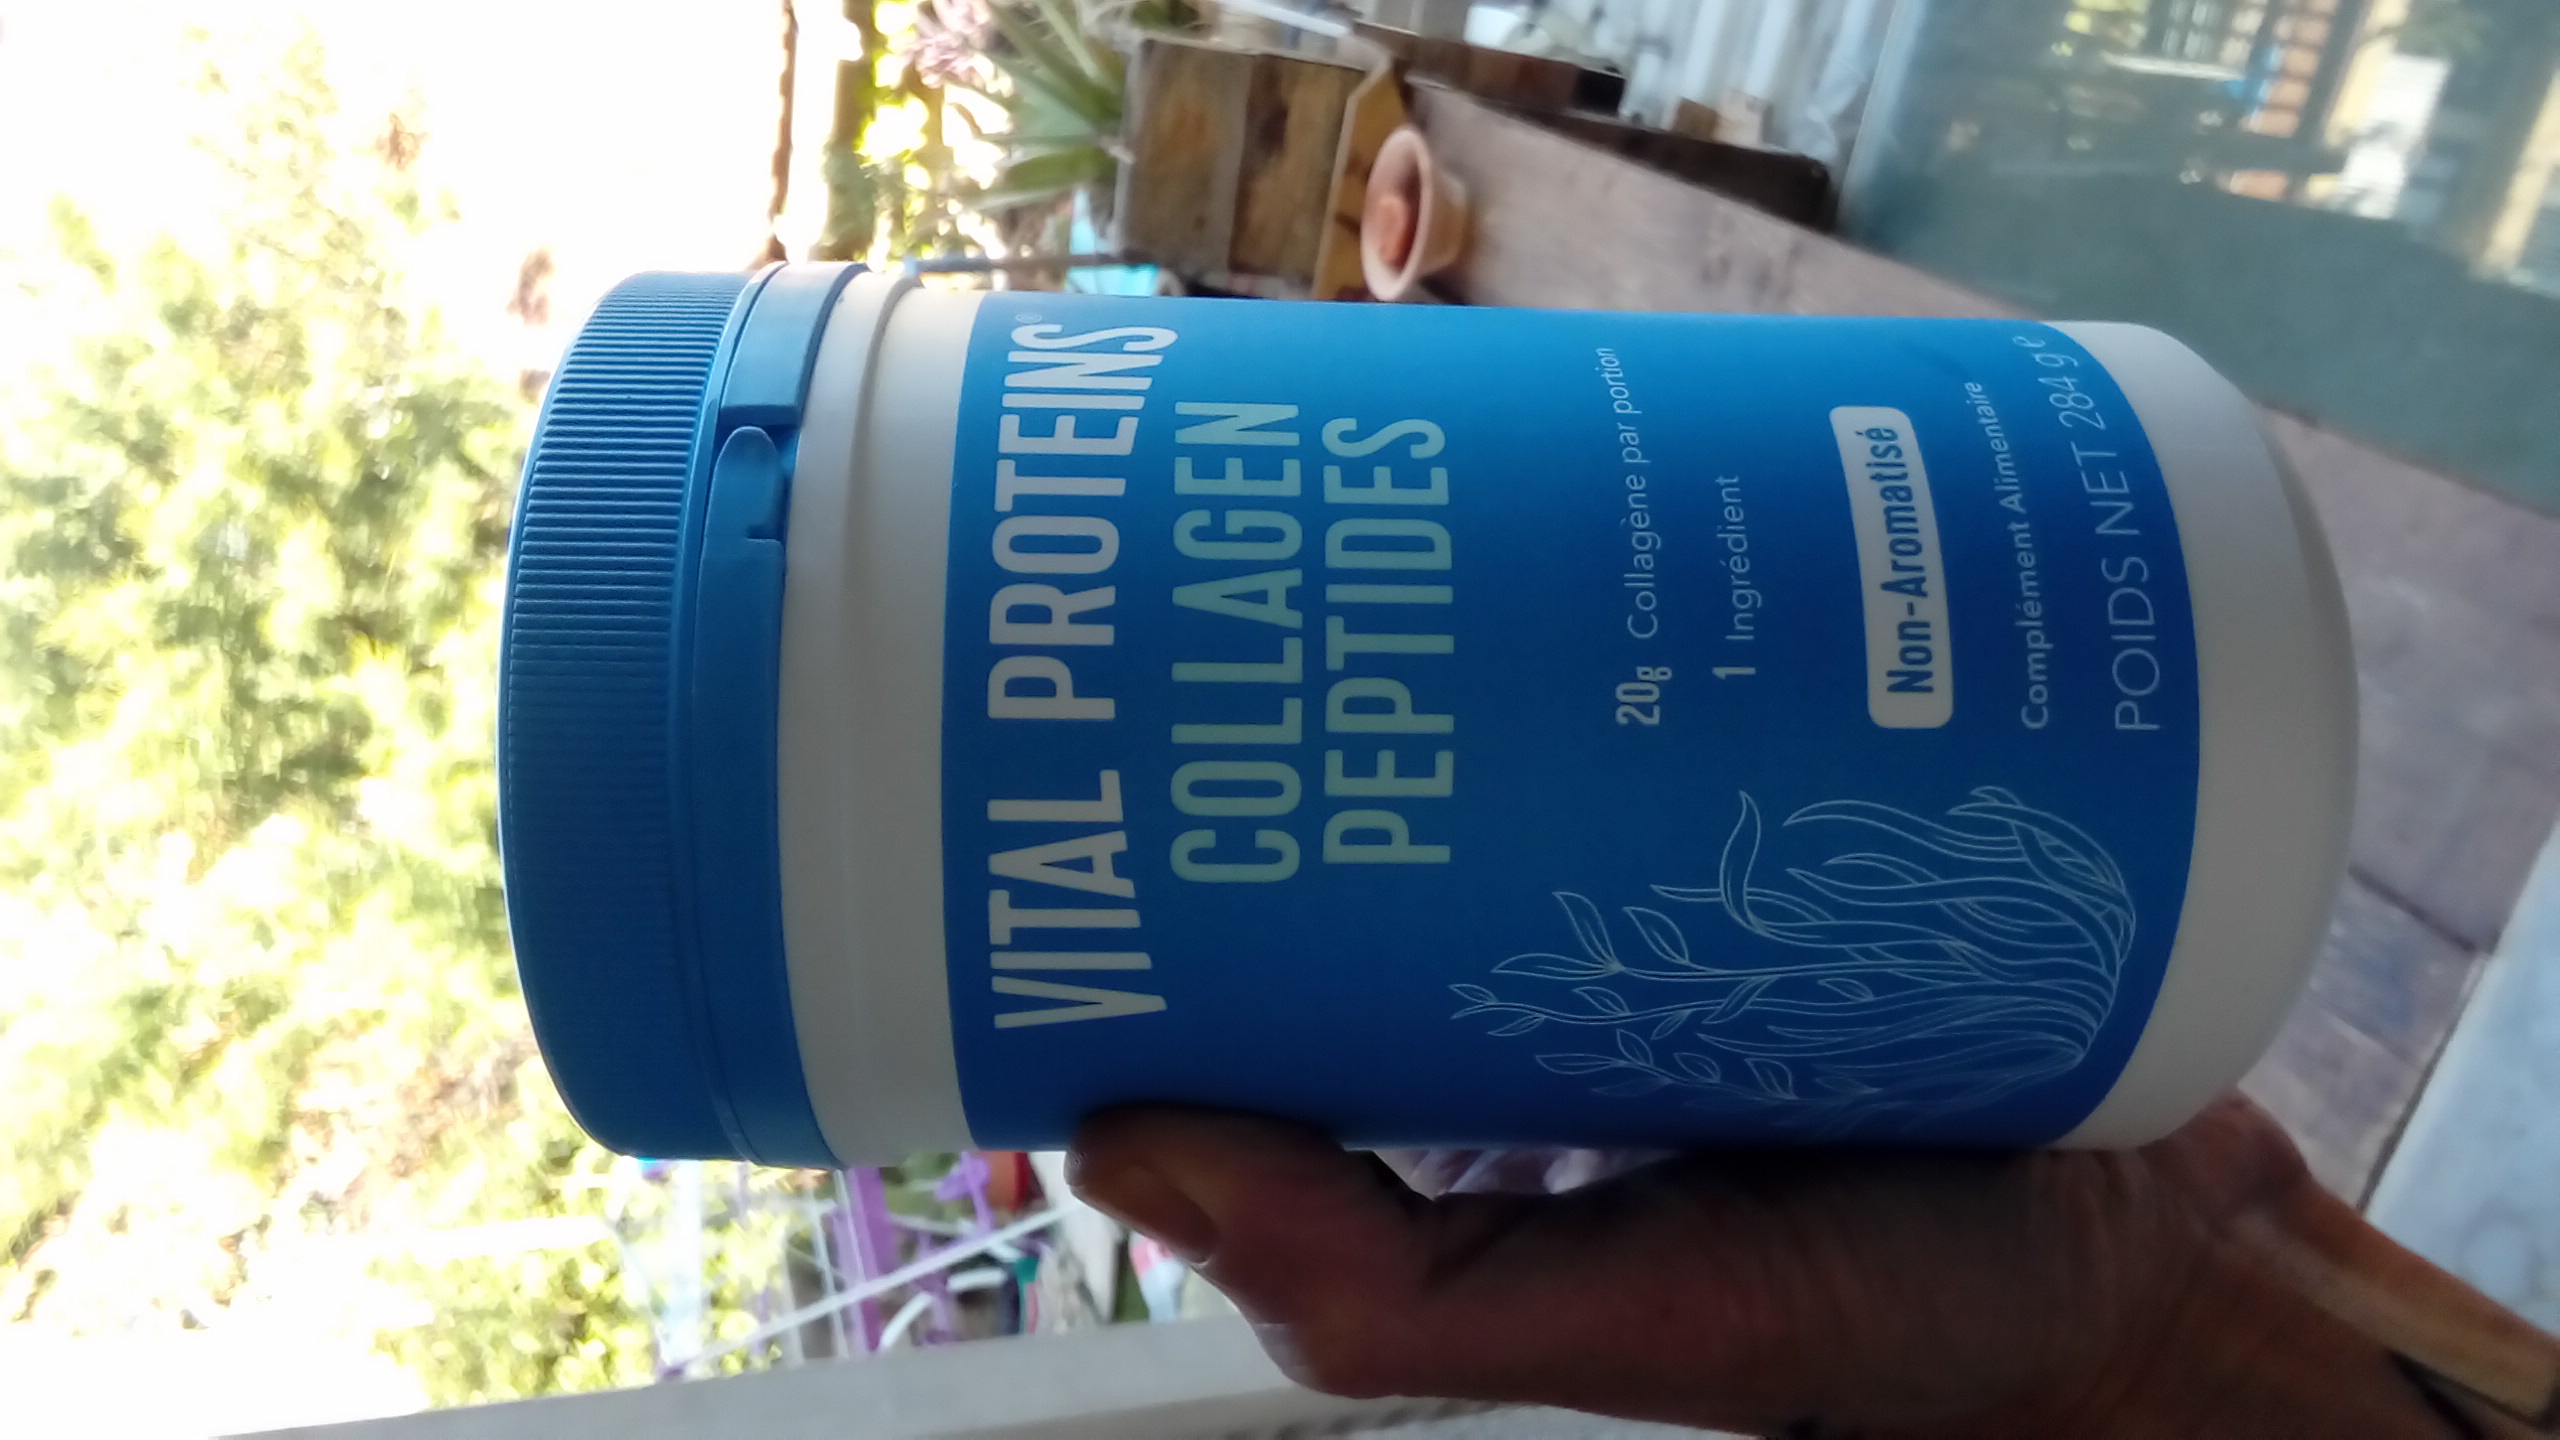 VITAL PROTEINS®
COLLAGEN
PEPTIDES
20g Collagène par portion
1 Ingrédient
Non-Aromatisé
Complément Alimentaire
POIDS NET 284 g ℮